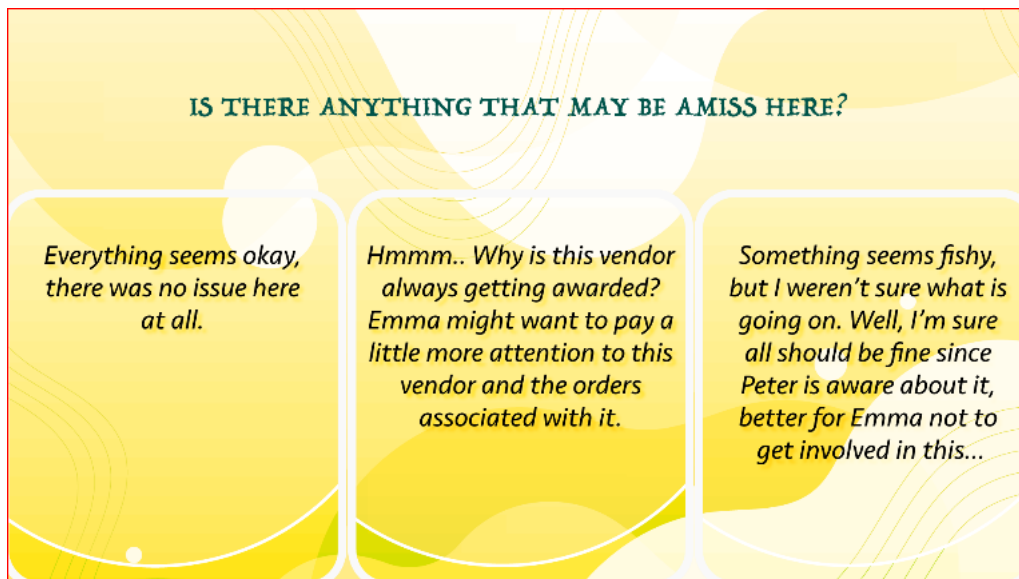 IS THERE ANYTHING THAT MAY BE AMISS HERE?
Everything seems okay,
there was no issue here
at all.
Hmmm.. Why is this vendor
always getting awarded?
Emma might want to pay a
little more attention to this
vendor and the orders
associated with it.
Something seems fishy,
but I weren't sure what is
going on. Well, I'm sure
all should be fine since
Peter is aware about it,
better for Emma not to
get involved in this...